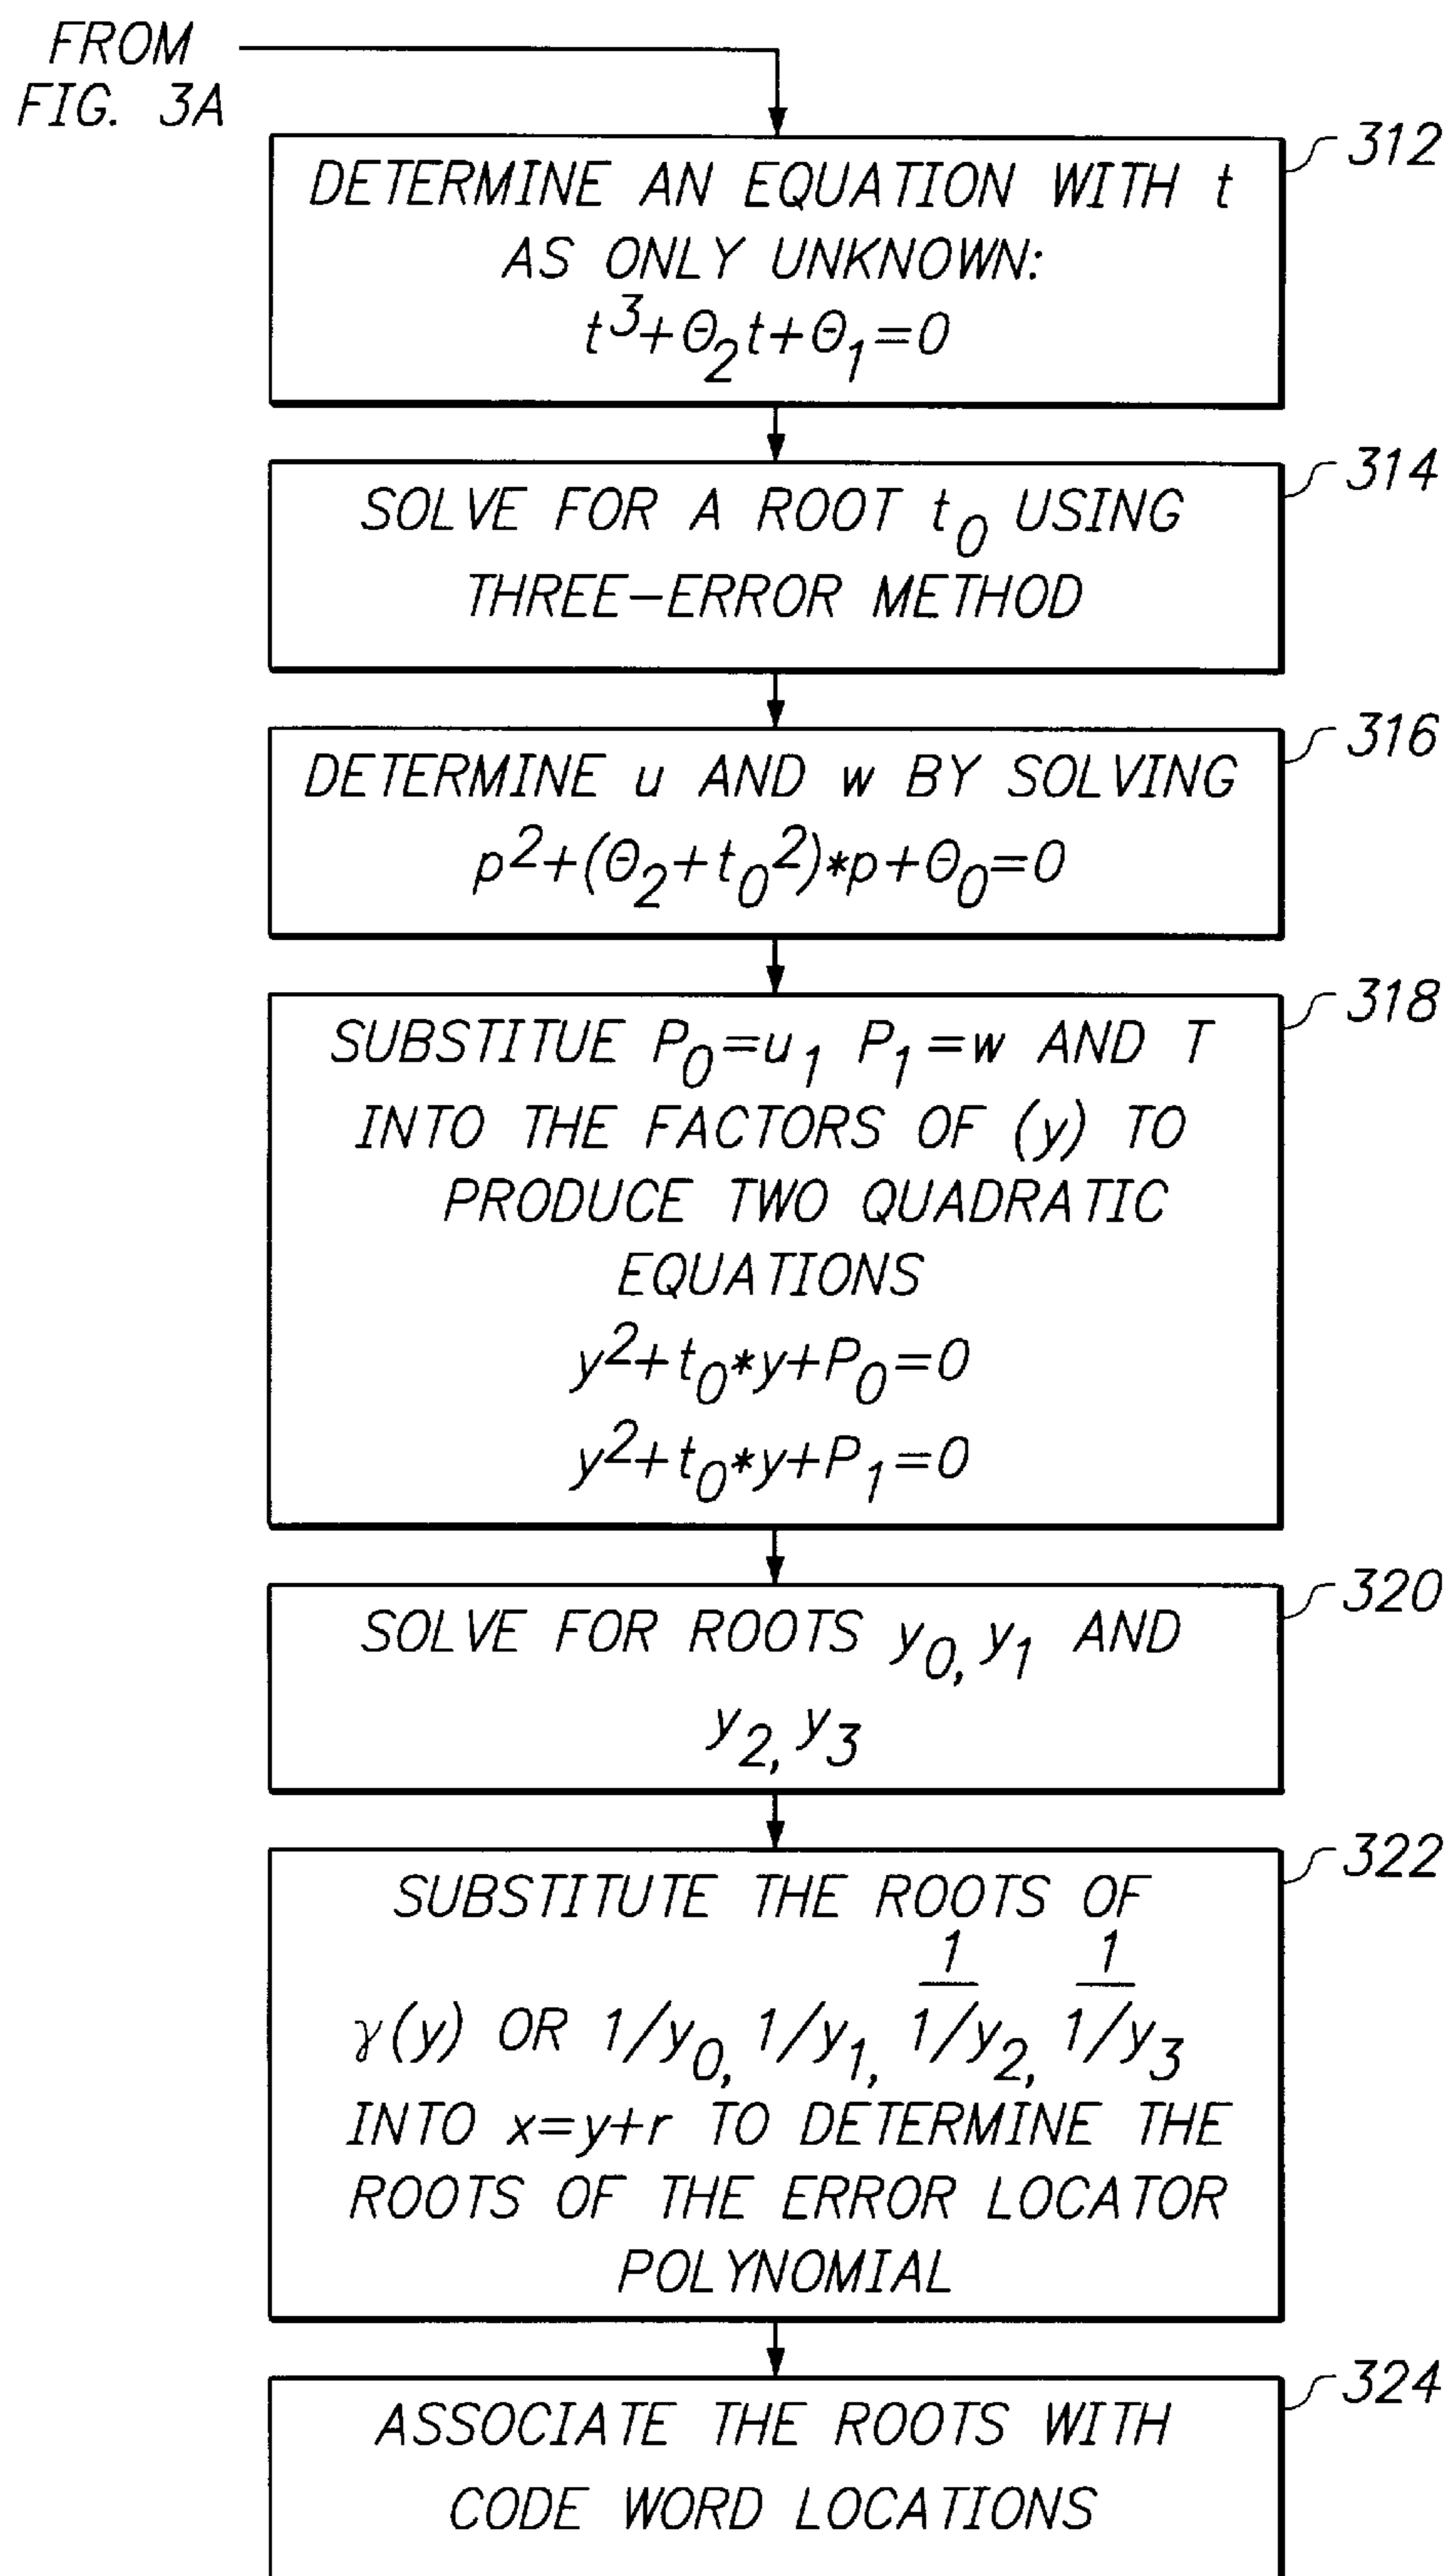 FROM
FIG. 3A
312
DETERMINE AN EQUATION WITH t
AS ONLY UNKNOWN:
t³+Θ₂t+Θ₁=0
314
SOLVE FOR A ROOT t₀ USING
THREE-ERROR METHOD
316
DETERMINE u AND w BY SOLVING
p²+(Θ₂+t₀²)*p+Θ₀=0
318
SUBSTITUE P₀=u₁ P₁=w AND T
INTO THE FACTORS OF (y) TO
PRODUCE TWO QUADRATIC
EQUATIONS
y²+t₀*y+P₀=0
y²+t₀*y+P₁=0
320
SOLVE FOR ROOTS y₀, y₁ AND
y₂, y₃
322
SUBSTITUTE THE ROOTS OF
1 1
γ(y) OR 1/y₀, 1/y₁, 1/y₂, 1/y₃
INTO x=y+r TO DETERMINE THE
ROOTS OF THE ERROR LOCATOR
POLYNOMIAL
324
ASSOCIATE THE ROOTS WITH
CODE WORD LOCATIONS